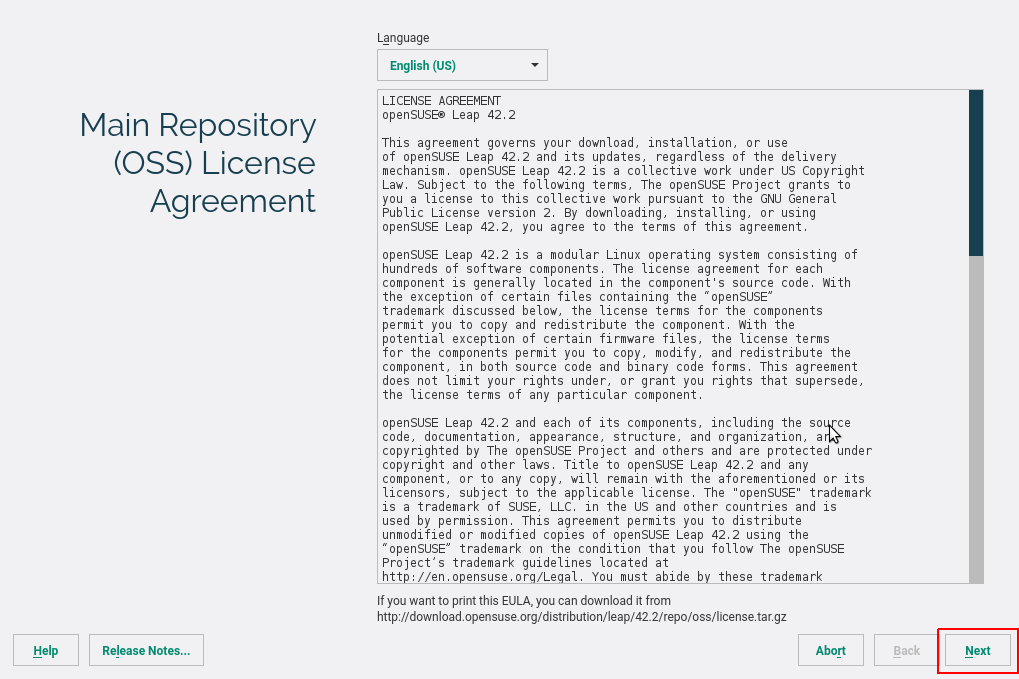 Language
English (US)
Main Repository
(OSS) License
Agreement
LICENSE AGREEMENT
openSUSE® Leap 42.2
This agreement governs your download, installation, or use
of openSUSE Leap 42.2 and its updates, regardless of the delivery
mechanism. openSUSE Leap 42.2 is a collective work under US Copyright
Law. Subject to the following terms, The openSUSE Project grants to
you a license to this collective work pursuant to the GNU General
Public License version 2. By downloading, installing, or using
openSUSE Leap 42.2, you agree to the terms of this agreement.
openSUSE Leap 42.2 is a modular Linux operating system consisting of
hundreds of software components. The license agreement for each
component is generally located in the component's source code. With
the exception of certain files containing the “openSUSE”
trademark discussed below, the license terms for the components
permit you to copy and redistribute the component. With the
potential exception of certain firmware files, the license terms
for the components permit you to copy, modify, and redistribute the
component, in both source code and binary code forms. This agreement
does not limit your rights under, or grant you rights that supersede,
the license terms of any particular component.
openSUSE Leap 42.2 and each of its components, including the source
code, documentation, appearance, structure, and organization, are
copyrighted by The openSUSE Project and others and are protected under
copyright and other laws. Title to openSUSE Leap 42.2 and any
component, or to any copy, will remain with the aforementioned or its
licensors, subject to the applicable license. The "openSUSE" trademark
is a trademark of SUSE, LLC. in the US and other countries and is
used by permission. This agreement permits you to distribute
unmodified or modified copies of openSUSE Leap 42.2 using the
“openSUSE” trademark on the condition that you follow The openSUSE
Project’s trademark guidelines located at
http://en.opensuse.org/Legal. You must abide by these trademark
If you want to print this EULA, you can download it from
http://download.opensuse.org/distribution/leap/42.2/repo/oss/license.tar.gz
Help
Release Notes...
Abort
Back
Next